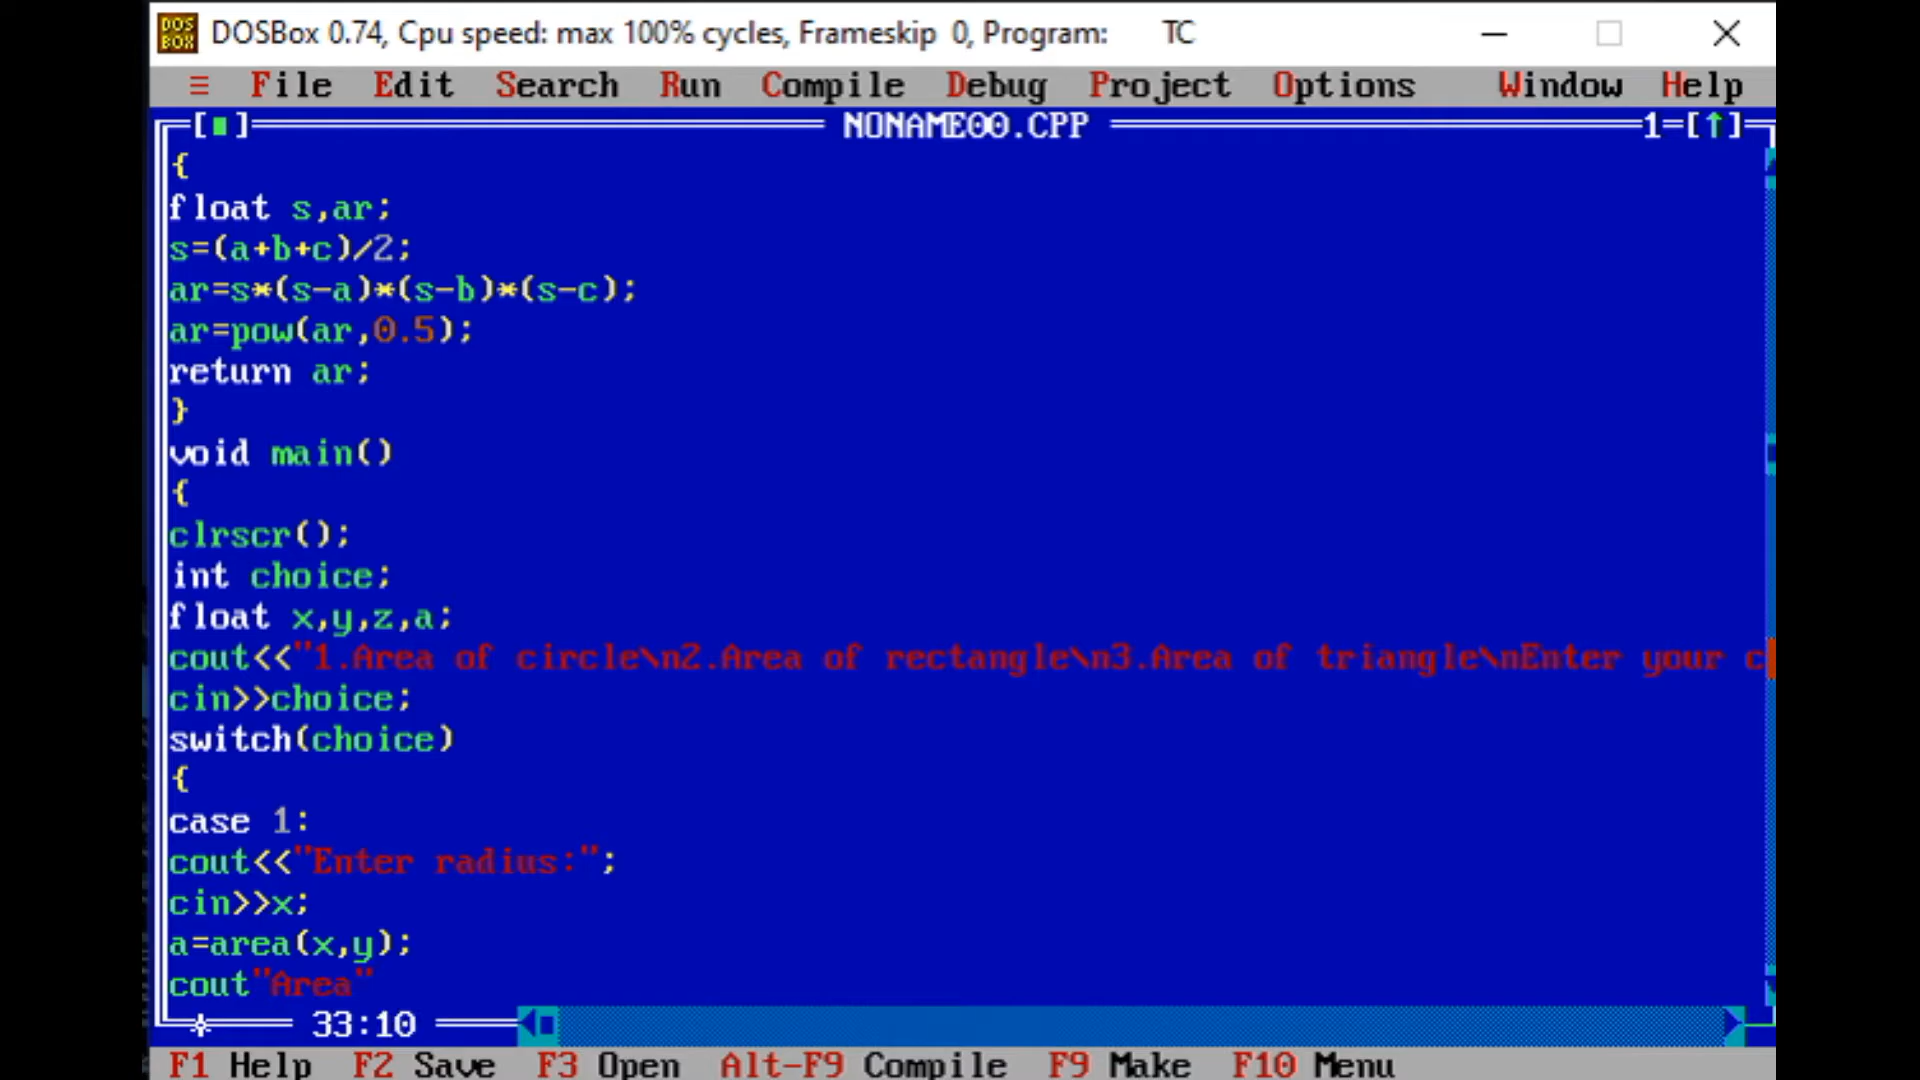 DOSBox 0.74, Cpu speed: max 100% cycles, Frameskip 0, Program: TC
≡ File Edit Search Run Compile Debug Project Options Window Help
[■] NONAME00.CPP 1=[↑]
{
float s,ar;
s=(a+b+c)/2;
ar=s*(s-a)*(s-b)*(s-c);
ar=pow(ar,0.5);
return ar;
}
void main()
{
clrscr();
int choice;
float x,y,z,a;
cout<<"1.Area of circle\n2.Area of rectangle\n3.Area of triangle\nEnter your c
cin>>choice;
switch(choice)
{
case 1:
cout<<"Enter radius:";
cin>>x;
a=area(x,y);
cout"Area"
33:10
F1 Help F2 Save F3 Open Alt-F9 Compile F9 Make F10 Menu